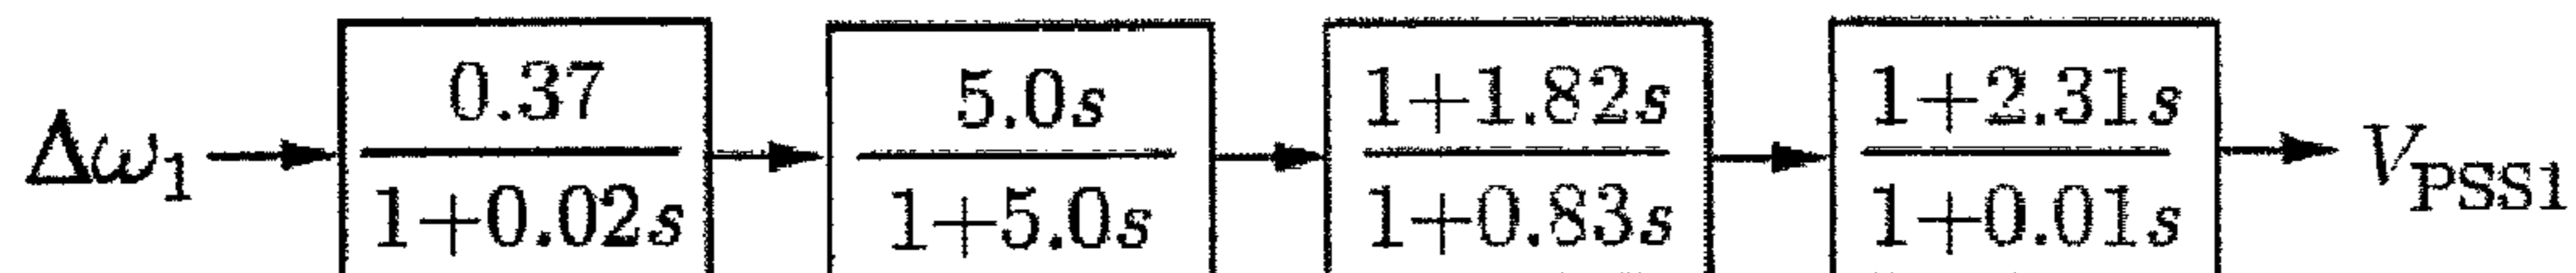 0.37 5.0s 1+1.82s 1+2.31s
Δω1 VPSS1
1+0.02s 1+5.0s 1+0.83s 1+0.01s